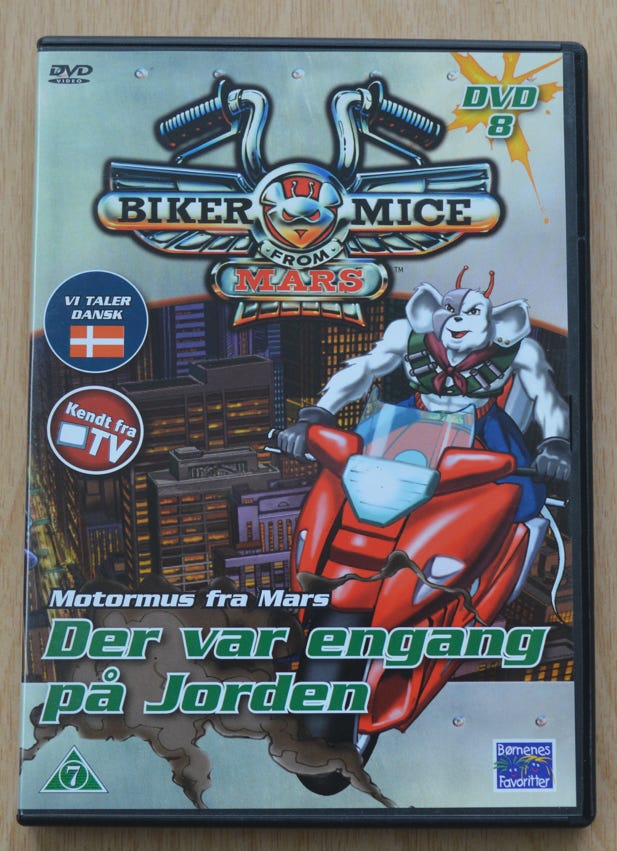 DVD
VIDEO
DVD
8
BIKER MICE
FROM
MARS
TM
VI TALER
DANSK
Kendt fra
TV
Motormus fra Mars
Der var engang
på Jorden
7
Børnenes
Favoritter